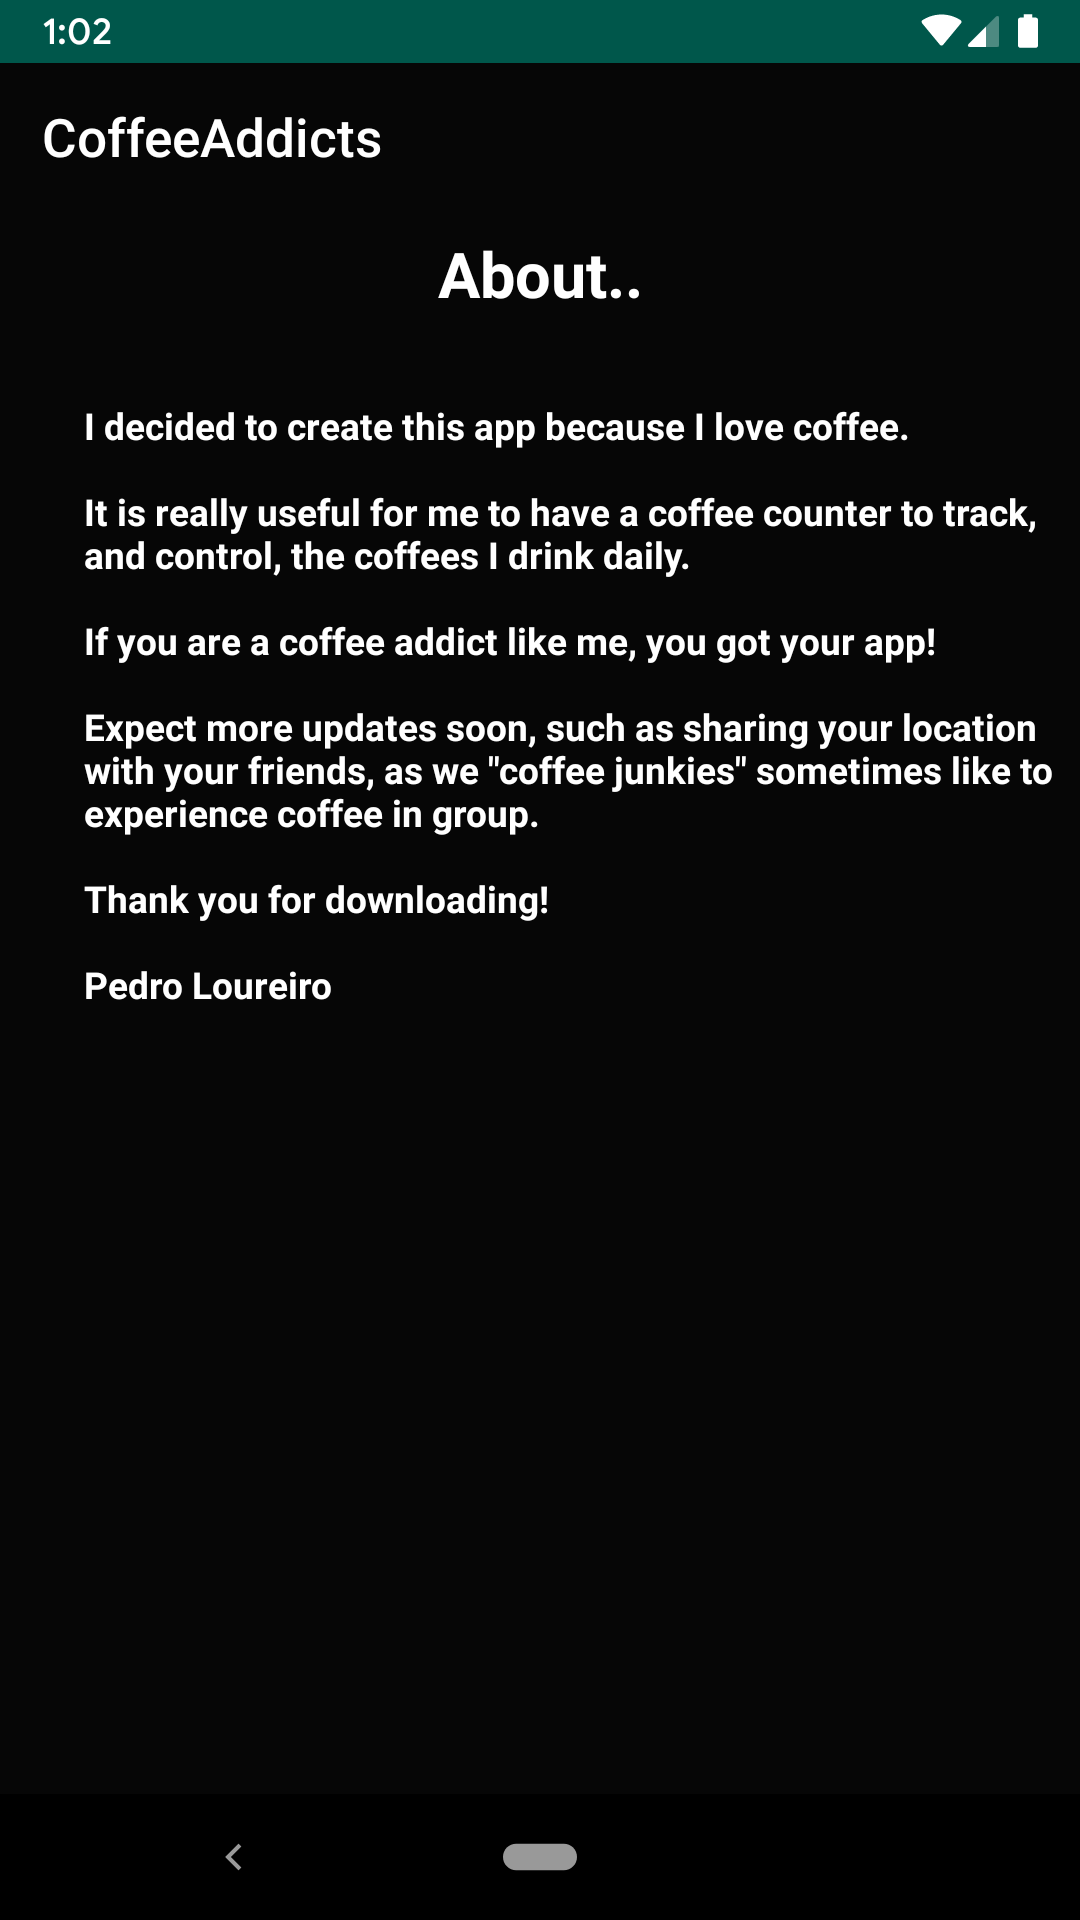 1:02
CoffeeAddicts
About..
I decided to create this app because I love coffee.
It is really useful for me to have a coffee counter to track,
and control, the coffees I drink daily.
If you are a coffee addict like me, you got your app!
Expect more updates soon, such as sharing your location
with your friends, as we "coffee junkies" sometimes like to
experience coffee in group.
Thank you for downloading!
Pedro Loureiro